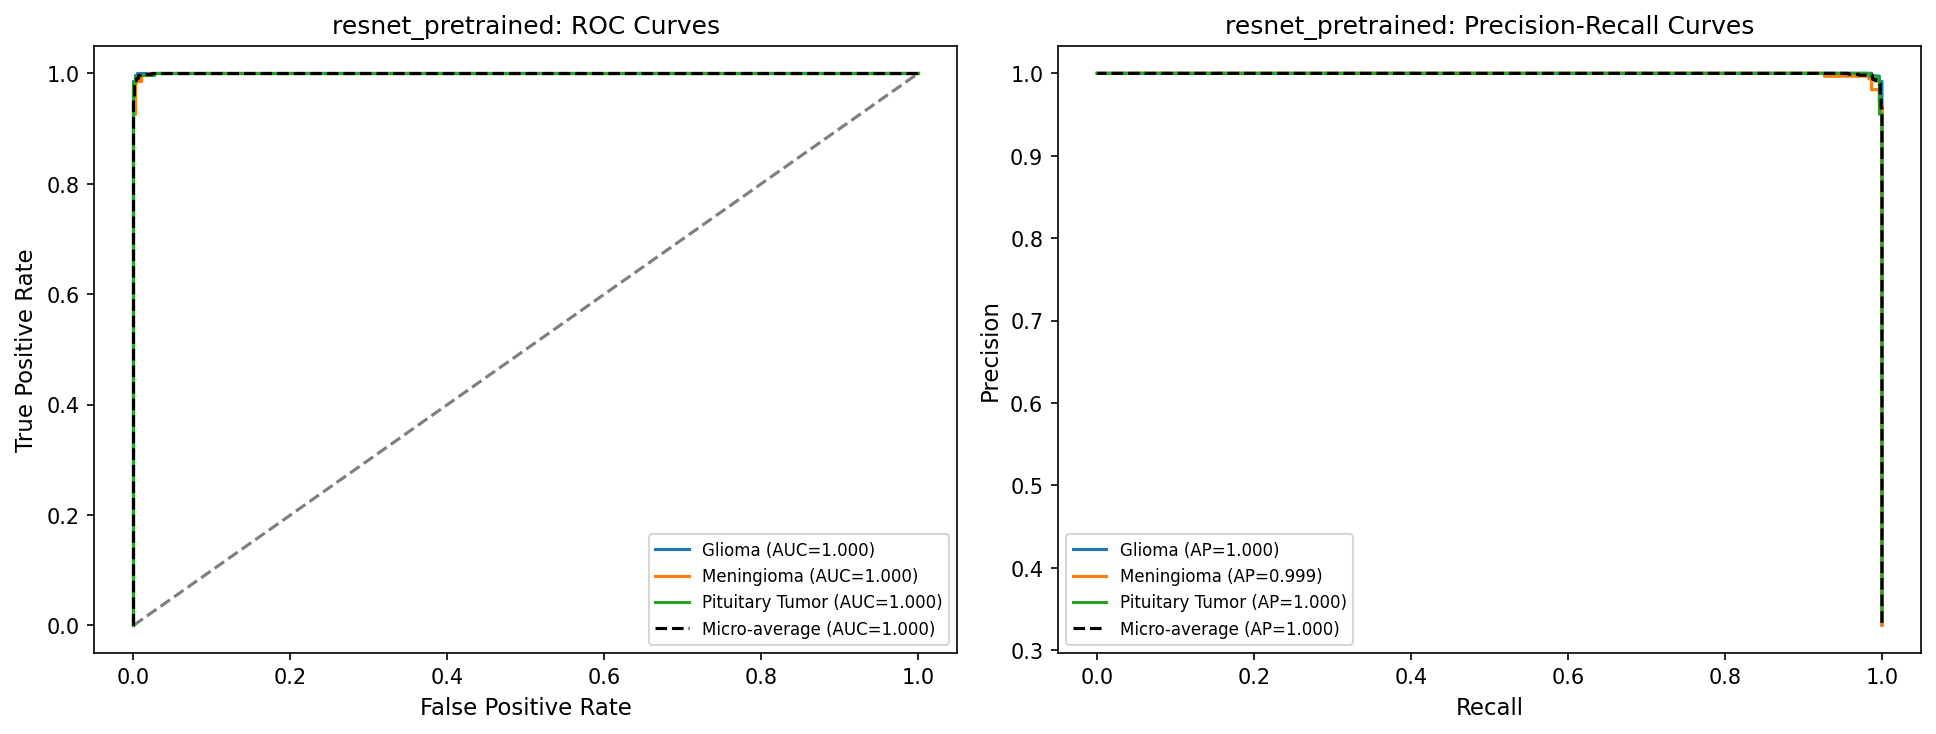 resnet_pretrained: ROC Curves
1.0
0.8
0.6
0.4
0.2
0.0
True Positive Rate
0.0 0.2 0.4 0.6 0.8 1.0
False Positive Rate
Glioma (AUC=1.000)
Meningioma (AUC=1.000)
Pituitary Tumor (AUC=1.000)
Micro-average (AUC=1.000)
resnet_pretrained: Precision-Recall Curves
1.0
0.9
0.8
0.7
0.6
0.5
0.4
0.3
Precision
0.0 0.2 0.4 0.6 0.8 1.0
Recall
Glioma (AP=1.000)
Meningioma (AP=0.999)
Pituitary Tumor (AP=1.000)
Micro-average (AP=1.000)